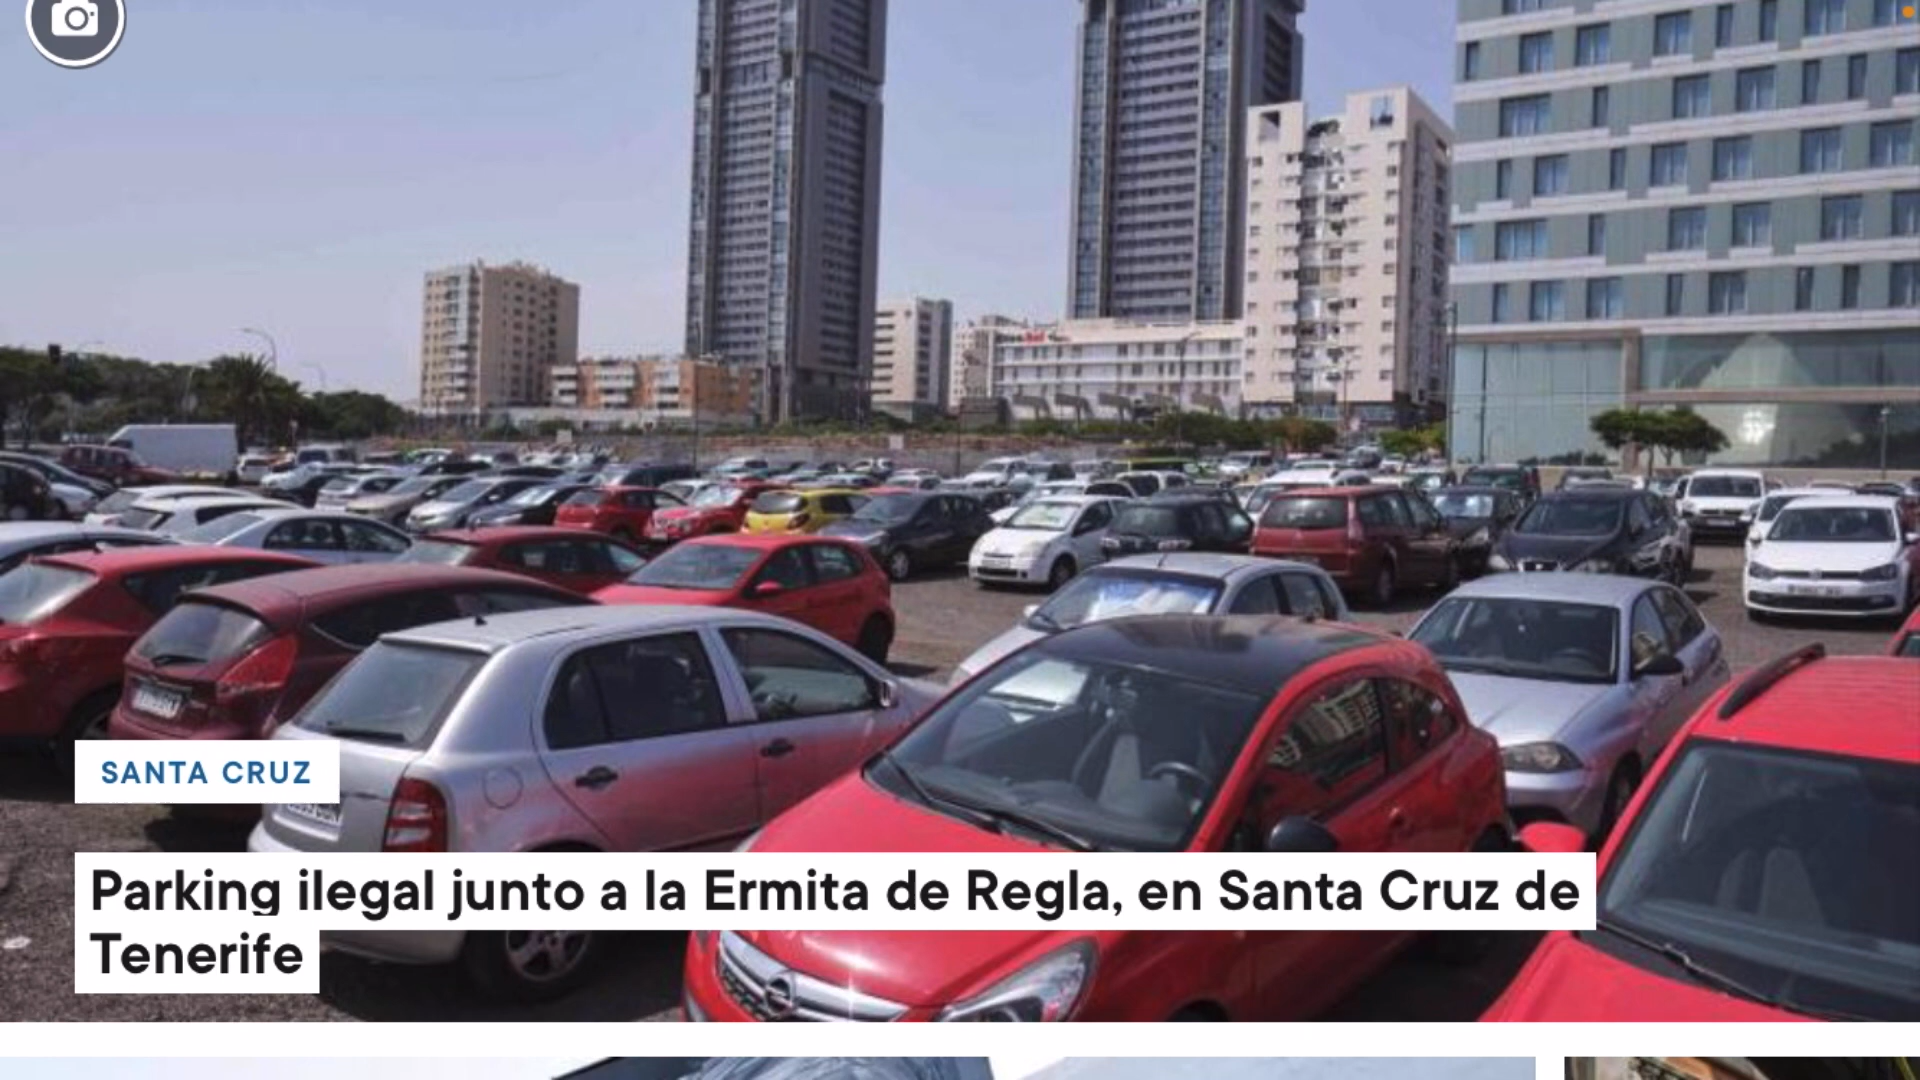 SANTA CRUZ
Parking ilegal junto a la Ermita de Regla, en Santa Cruz de
Tenerife